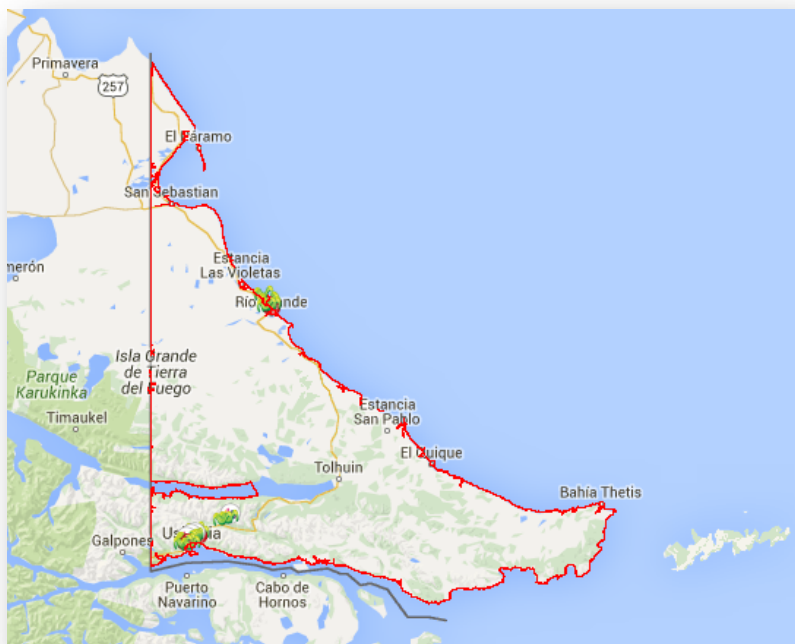 Primavera
257
El Páramo
San Sebastian
Estancia
Las Violetas
merón
Río Grande
Isla Grande
de Tierra
del Fuego
Parque
Karukinka
Timaukel
Estancia
San Pablo
El Quique
Tolhuin
Bahía Thetis
Galpones
Ushuaia
Puerto
Navarino
Cabo de
Hornos